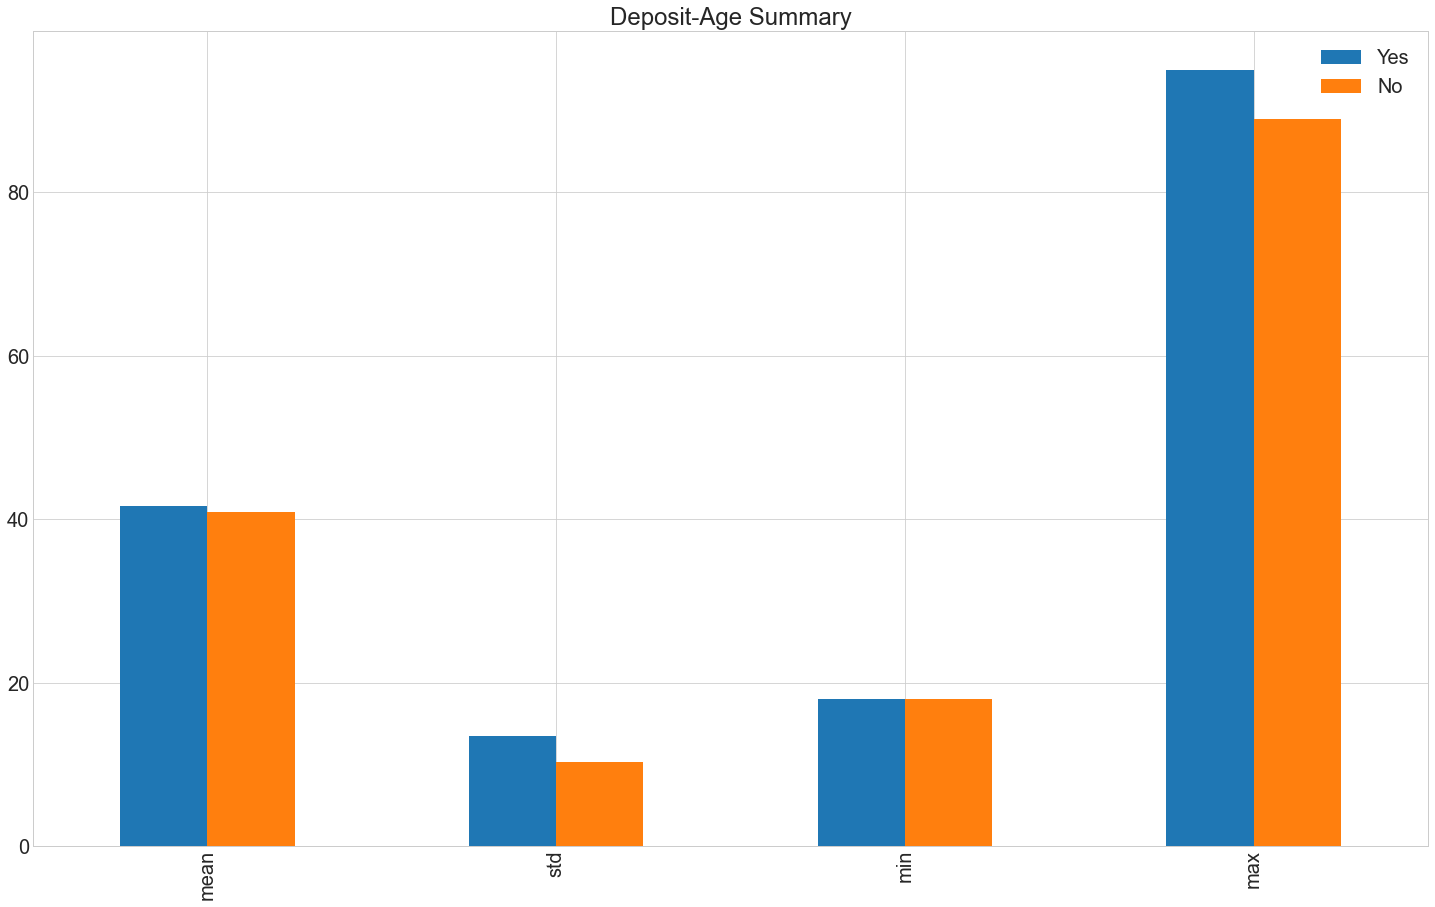 Deposit-Age Summary
Yes
No
80
60
40
20
0
mean
std
min
max